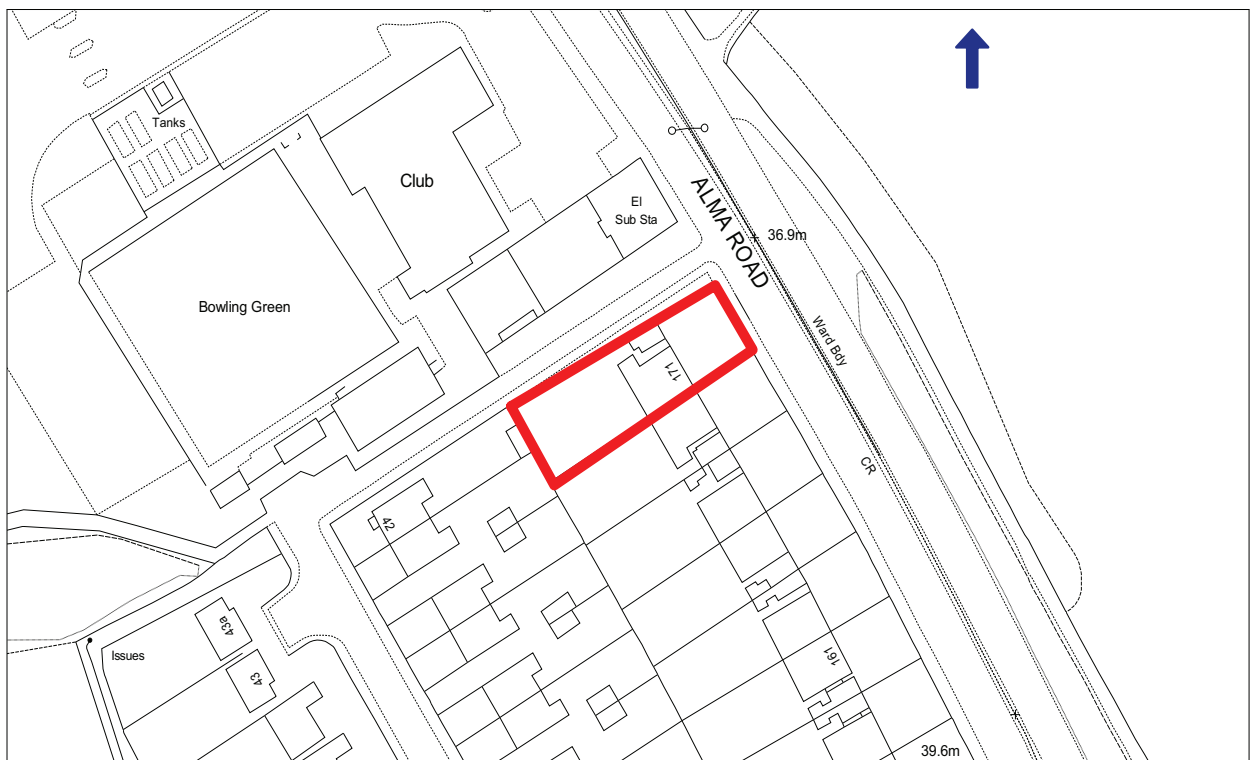 Tanks
Club
El
Sub Sta
ALMA ROAD
36.9m
Bowling Green
Ward Bdy
171
CR
42
43a
Issues
43
161
39.6m